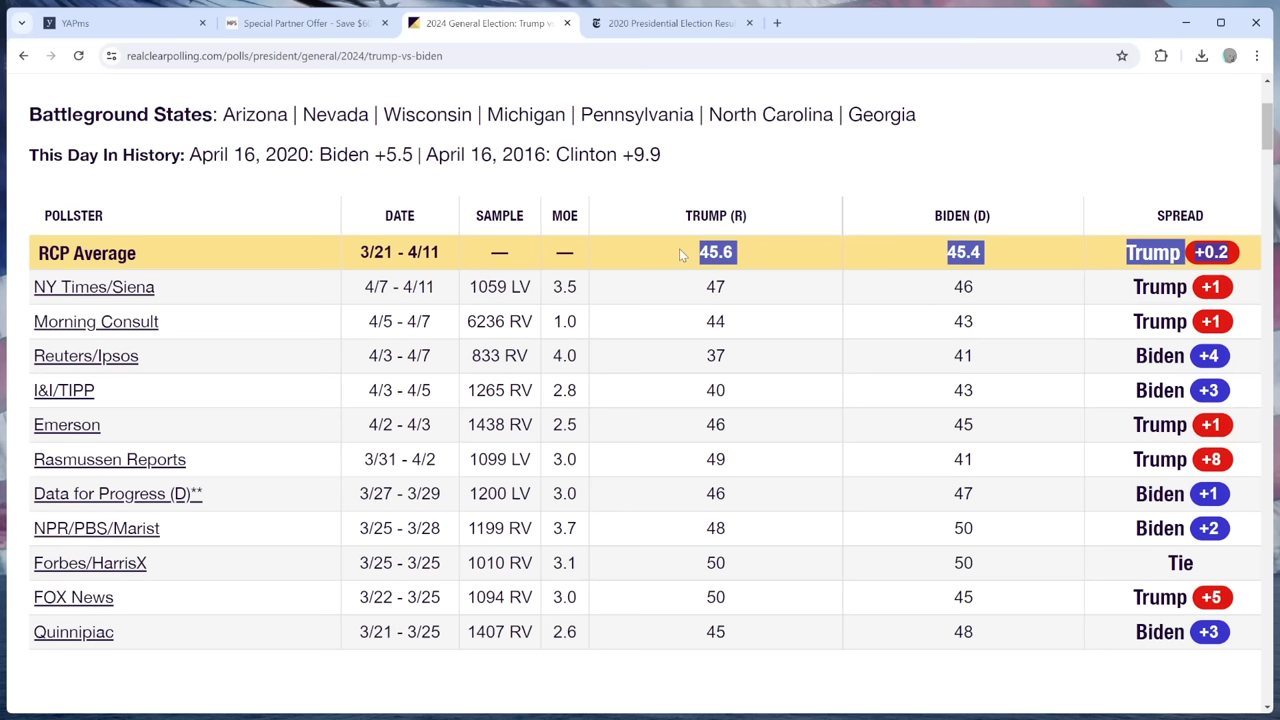 YAPms
Special Partner Offer - Save $60
2024 General Election: Trump vs
2020 Presidential Election Resul
realclearpolling.com/polls/president/general/2024/trump-vs-biden
Battleground States: Arizona | Nevada | Wisconsin | Michigan | Pennsylvania | North Carolina | Georgia
This Day In History: April 16, 2020: Biden +5.5 | April 16, 2016: Clinton +9.9
POLLSTER DATE SAMPLE MOE TRUMP (R) BIDEN (D) SPREAD
RCP Average 3/21 - 4/11 — — 45.6 45.4 Trump +0.2
NY Times/Siena 4/7 - 4/11 1059 LV 3.5 47 46 Trump +1
Morning Consult 4/5 - 4/7 6236 RV 1.0 44 43 Trump +1
Reuters/Ipsos 4/3 - 4/7 833 RV 4.0 37 41 Biden +4
I&I/TIPP 4/3 - 4/5 1265 RV 2.8 40 43 Biden +3
Emerson 4/2 - 4/3 1438 RV 2.5 46 45 Trump +1
Rasmussen Reports 3/31 - 4/2 1099 LV 3.0 49 41 Trump +8
Data for Progress (D)** 3/27 - 3/29 1200 LV 3.0 46 47 Biden +1
NPR/PBS/Marist 3/25 - 3/28 1199 RV 3.7 48 50 Biden +2
Forbes/HarrisX 3/25 - 3/25 1010 RV 3.1 50 50 Tie
FOX News 3/22 - 3/25 1094 RV 3.0 50 45 Trump +5
Quinnipiac 3/21 - 3/25 1407 RV 2.6 45 48 Biden +3